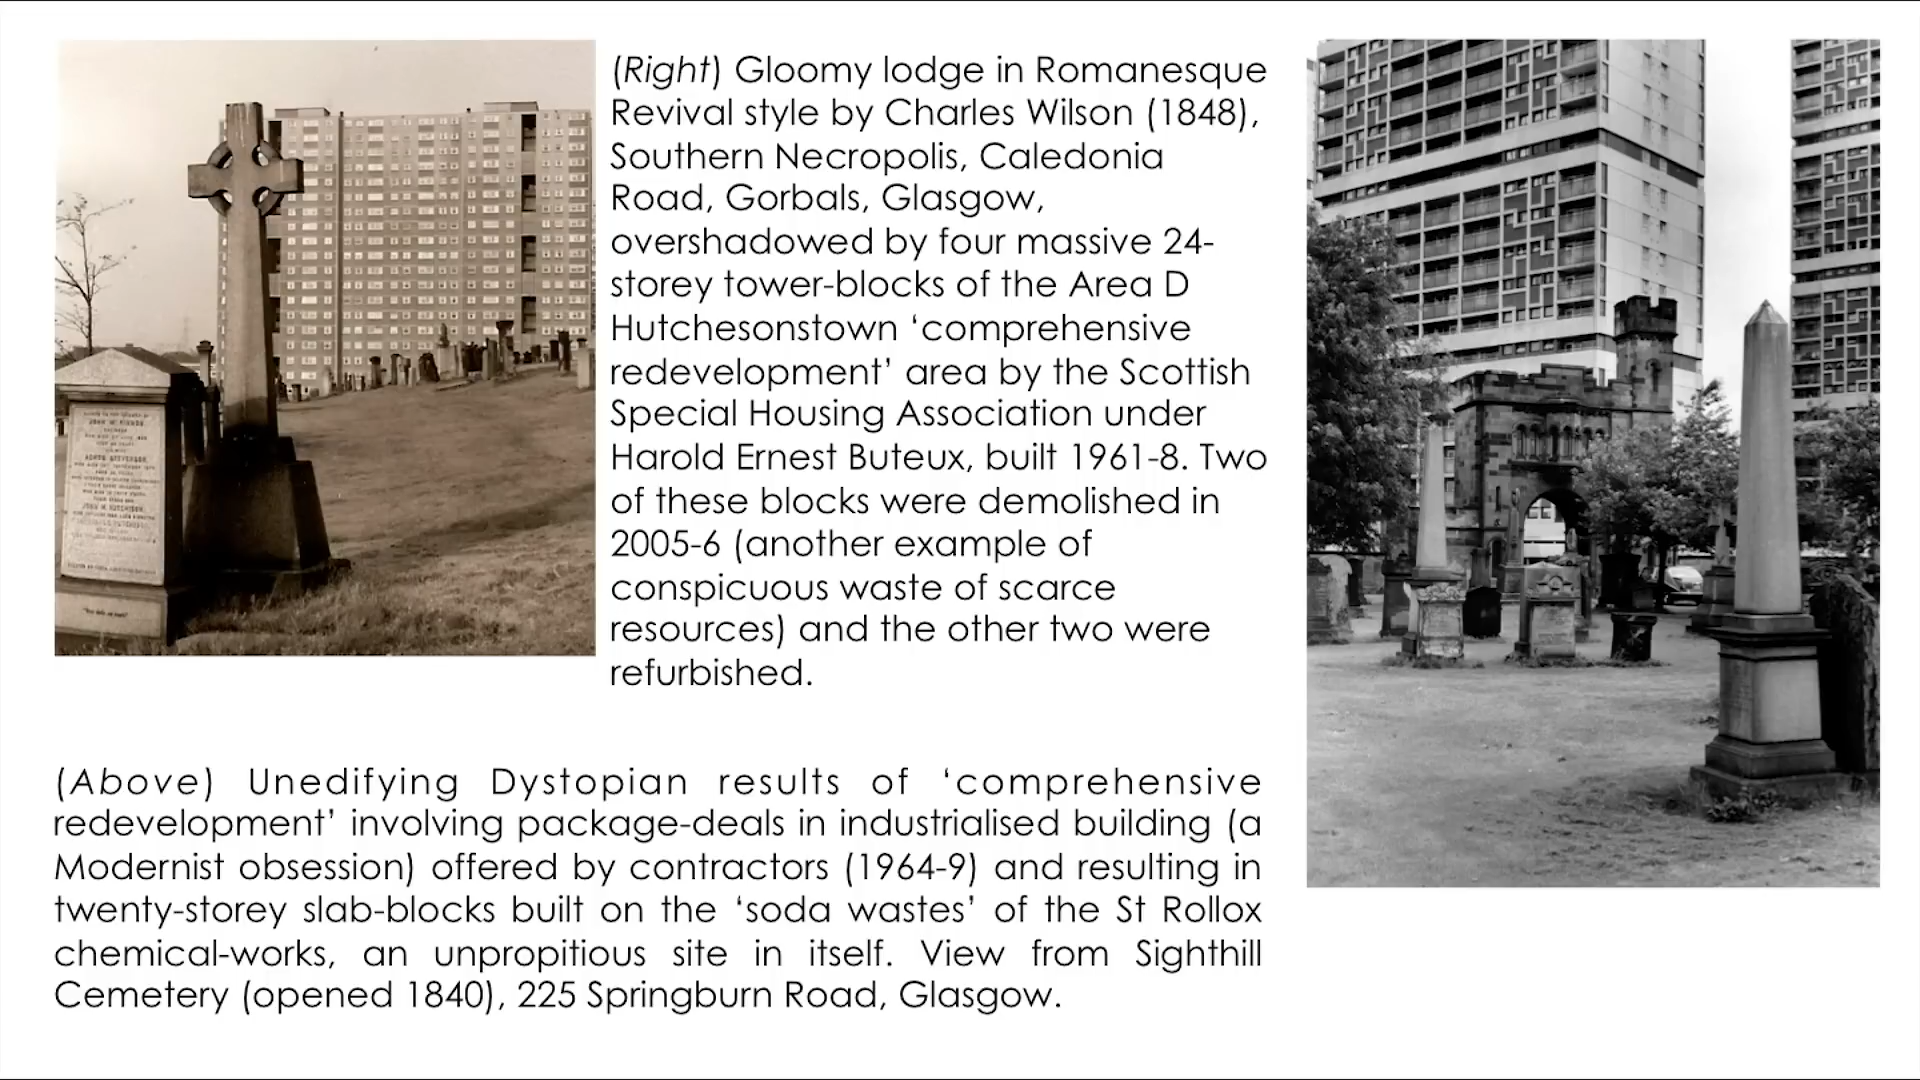 (Right) Gloomy lodge in Romanesque
Revival style by Charles Wilson (1848),
Southern Necropolis, Caledonia
Road, Gorbals, Glasgow,
overshadowed by four massive 24-
storey tower-blocks of the Area D
Hutchesonstown ‘comprehensive
redevelopment’ area by the Scottish
Special Housing Association under
Harold Ernest Buteux, built 1961-8. Two
of these blocks were demolished in
2005-6 (another example of
conspicuous waste of scarce
resources) and the other two were
refurbished.
(Above) Unedifying Dystopian results of ‘comprehensive
redevelopment’ involving package-deals in industrialised building (a
Modernist obsession) offered by contractors (1964-9) and resulting in
twenty-storey slab-blocks built on the ‘soda wastes’ of the St Rollox
chemical-works, an unpropitious site in itself. View from Sighthill
Cemetery (opened 1840), 225 Springburn Road, Glasgow.